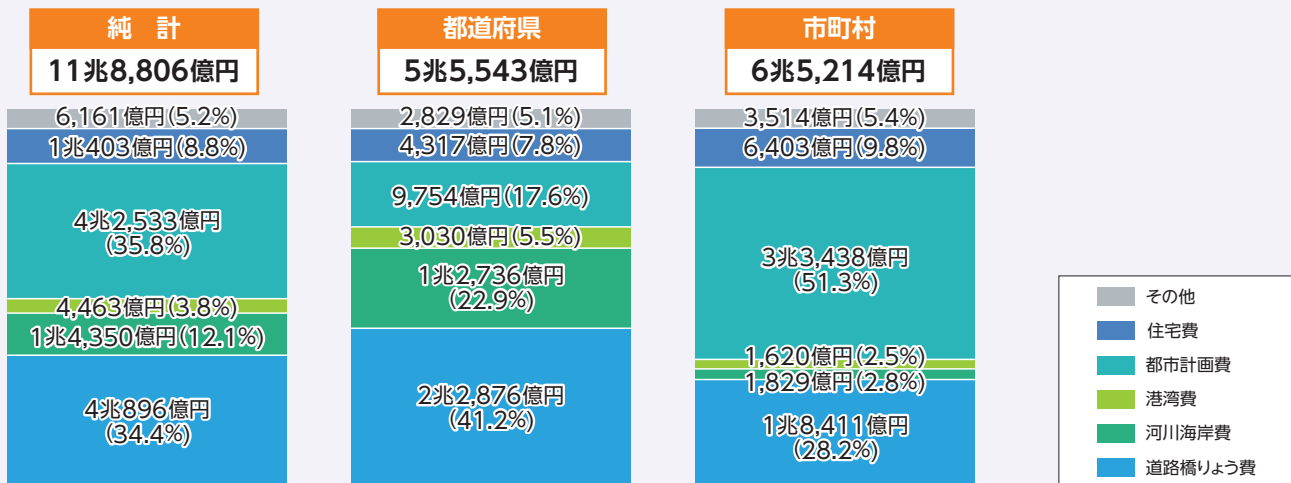 純 計
11兆8,806億円
6,161億円(5.2%)
1兆403億円(8.8%)
4兆2,533億円
(35.8%)
4,463億円(3.8%)
1兆4,350億円(12.1%)
4兆896億円
(34.4%)
都道府県
5兆5,543億円
2,829億円(5.1%)
4,317億円(7.8%)
9,754億円(17.6%)
3,030億円(5.5%)
1兆2,736億円
(22.9%)
2兆2,876億円
(41.2%)
市町村
6兆5,214億円
3,514億円(5.4%)
6,403億円(9.8%)
3兆3,438億円
(51.3%)
1,620億円(2.5%)
1,829億円(2.8%)
1兆8,411億円
(28.2%)
その他
住宅費
都市計画費
港湾費
河川海岸費
道路橋りょう費